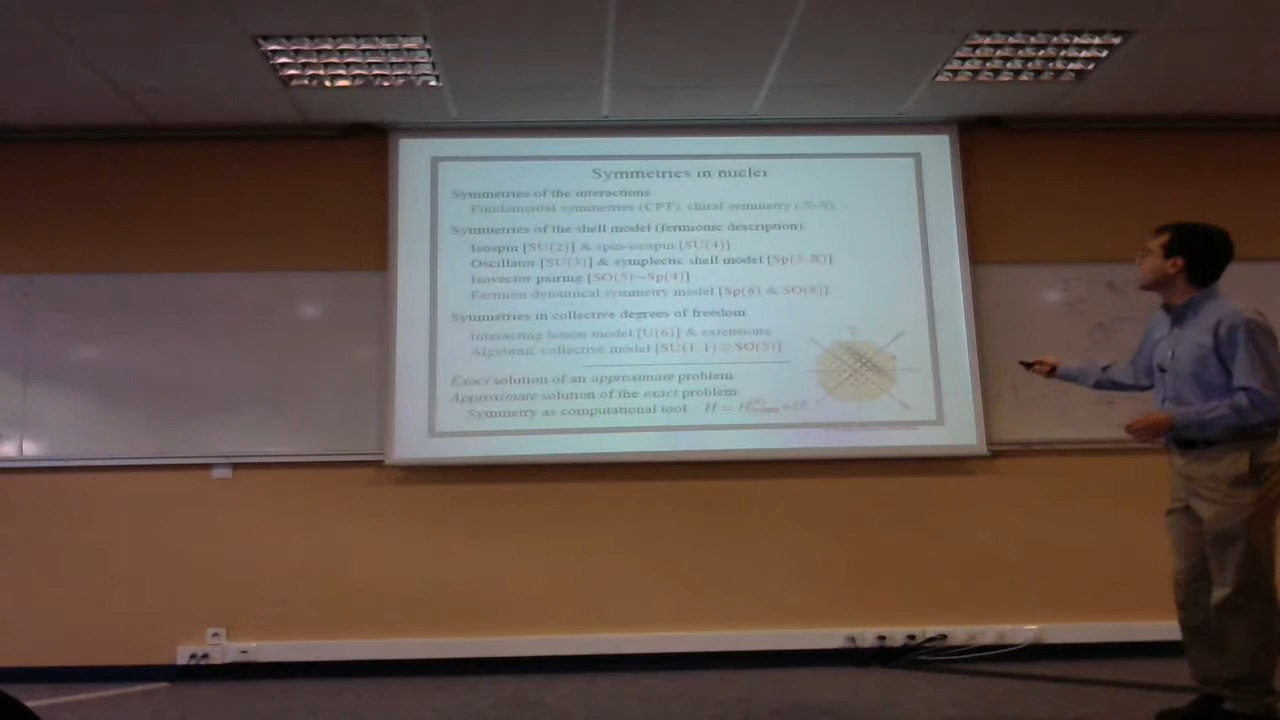 Symmetries in nuclei
Symmetries of the interactions
Fundamental symmetries (CPT), chiral symmetry (N-N),
Symmetries of the shell model (fermionic description)
Isospin [SU(2)] & spin-isospin [SU(4)]
Oscillator [SU(3)] & symplectic shell model [Sp(3,ℝ)]
Isovector pairing [SO(5)~Sp(4)]
Fermion dynamical symmetry model [Sp(6) & SO(8)]
Symmetries in collective degrees of freedom
Interacting boson model [U(6)] & extensions
Algebraic collective model [SU(1,1) SO(5)]
Exact solution of an approximate problem
Approximate solution of the exact problem
Symmetry as computational tool H =